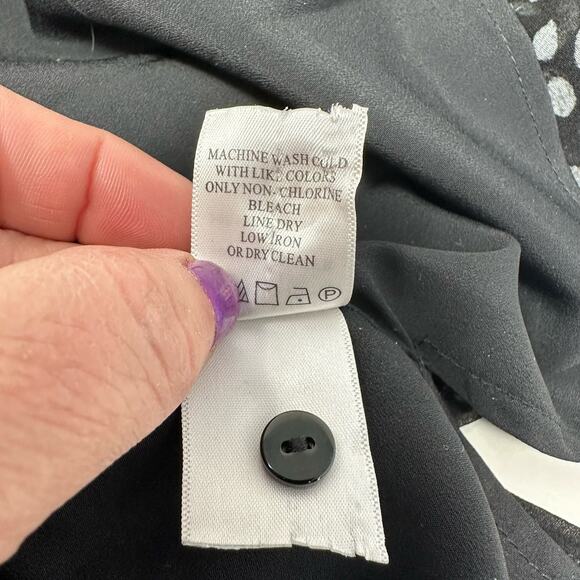 MACHINE WASH COLD
WITH LIKE COLORS
ONLY NON-CHLORINE
BLEACH
LINE DRY
LOW IRON
OR DRY CLEAN
P